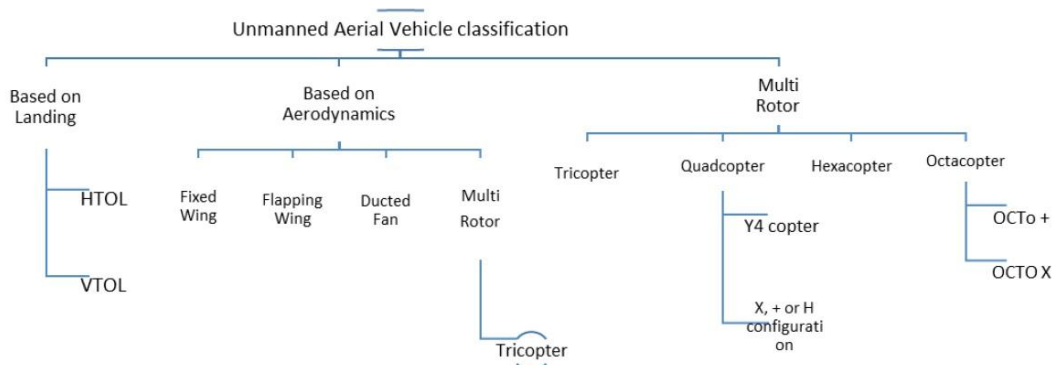 Unmanned Aerial Vehicle classification
Based on
Landing
HTOL
VTOL
Based on
Aerodynamics
Fixed
Wing
Flapping
Wing
Ducted
Fan
Multi
Rotor
Tricopter
Multi
Rotor
Tricopter
Quadcopter
Y4 copter
X, + or H
configurati
on
Hexacopter
Octacopter
OCTo +
OCTO X